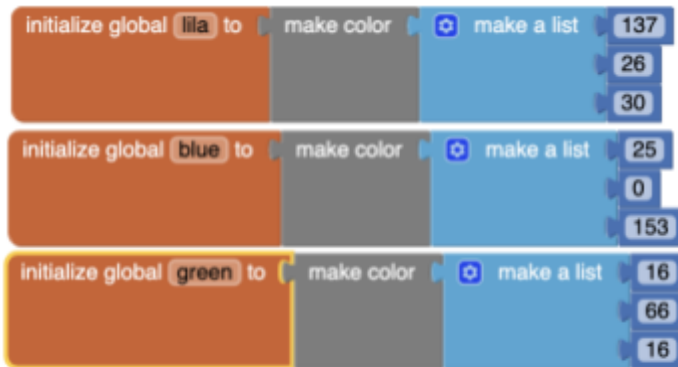 initialize global lila to make color make a list 137
26
30
initialize global blue to make color make a list 25
0
153
initialize global green to make color make a list 16
66
16